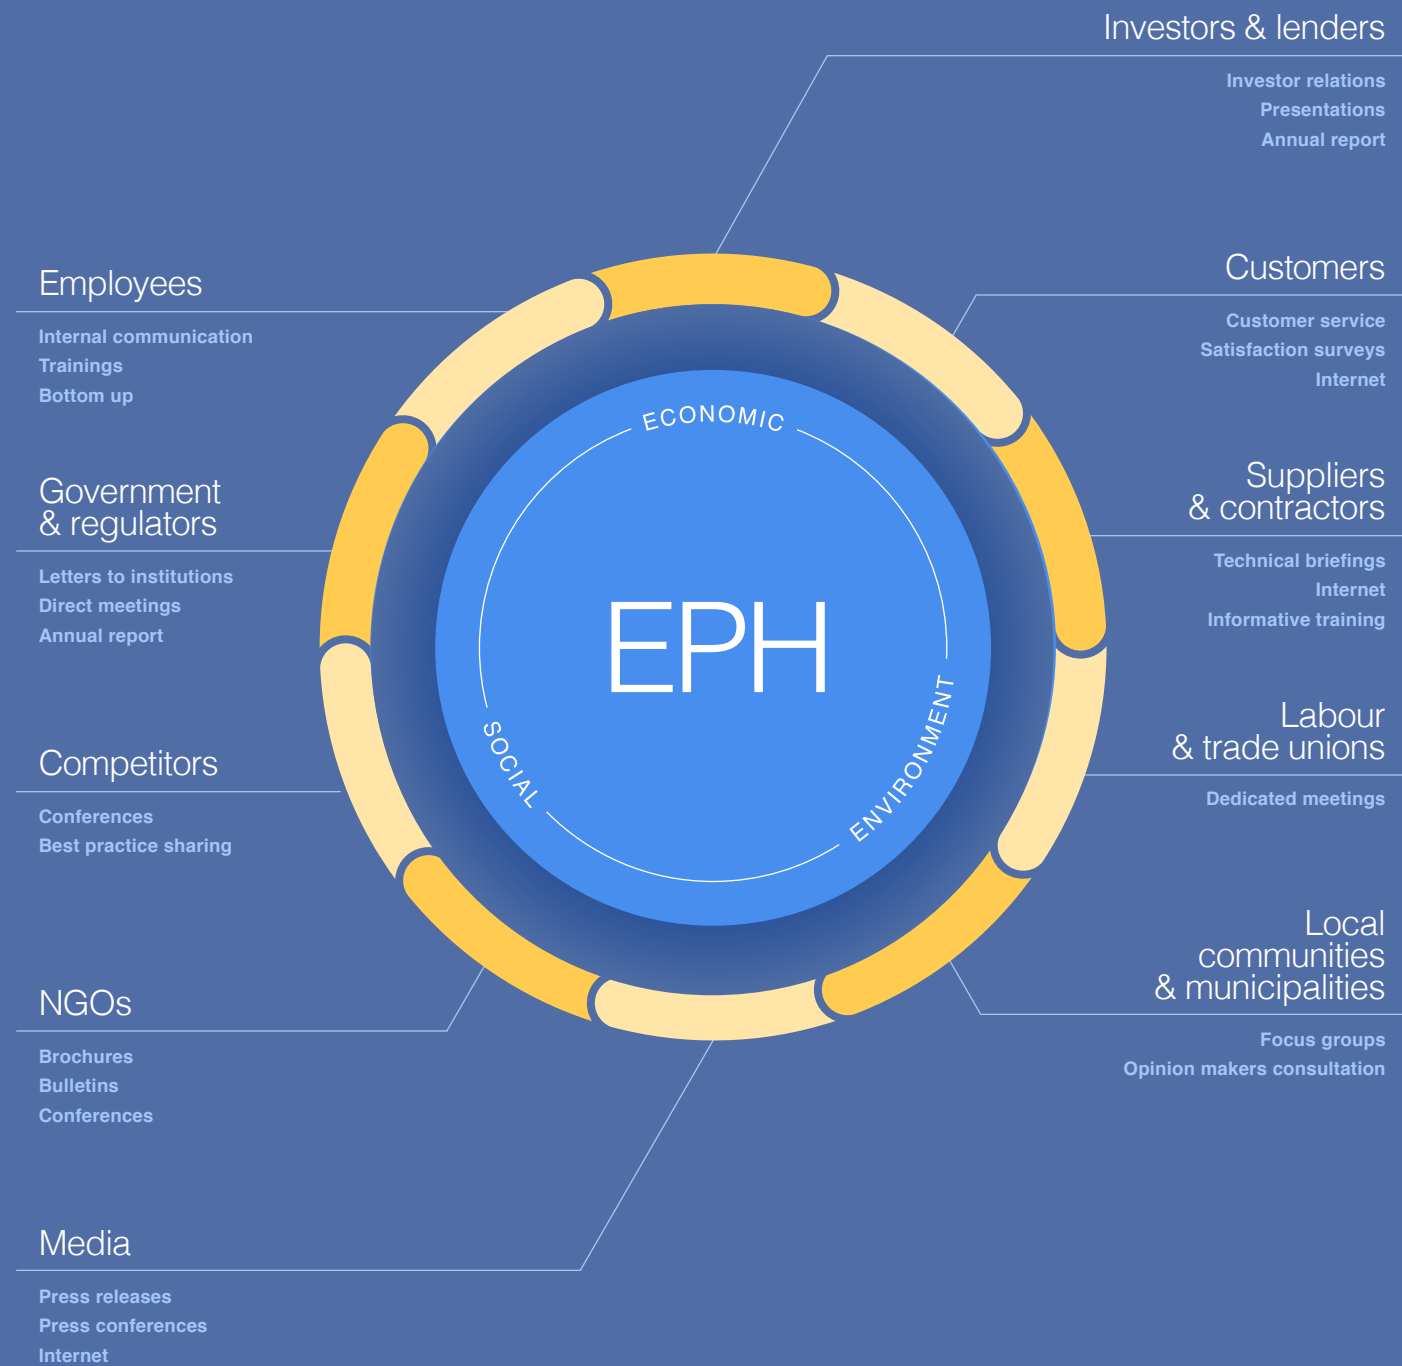 Investors & lenders
Investor relations
Presentations
Annual report
Customers
Customer service
Satisfaction surveys
Internet
Suppliers
& contractors
Technical briefings
Internet
Informative training
Labour
& trade unions
Dedicated meetings
Local
communities
& municipalities
Focus groups
Opinion makers consultation
Employees
Internal communication
Trainings
Bottom up
Government
& regulators
Letters to institutions
Direct meetings
Annual report
Competitors
Conferences
Best practice sharing
NGOs
Brochures
Bulletins
Conferences
Media
Press releases
Press conferences
Internet
ECONOMIC
EPH
SOCIAL
ENVIRONMENT